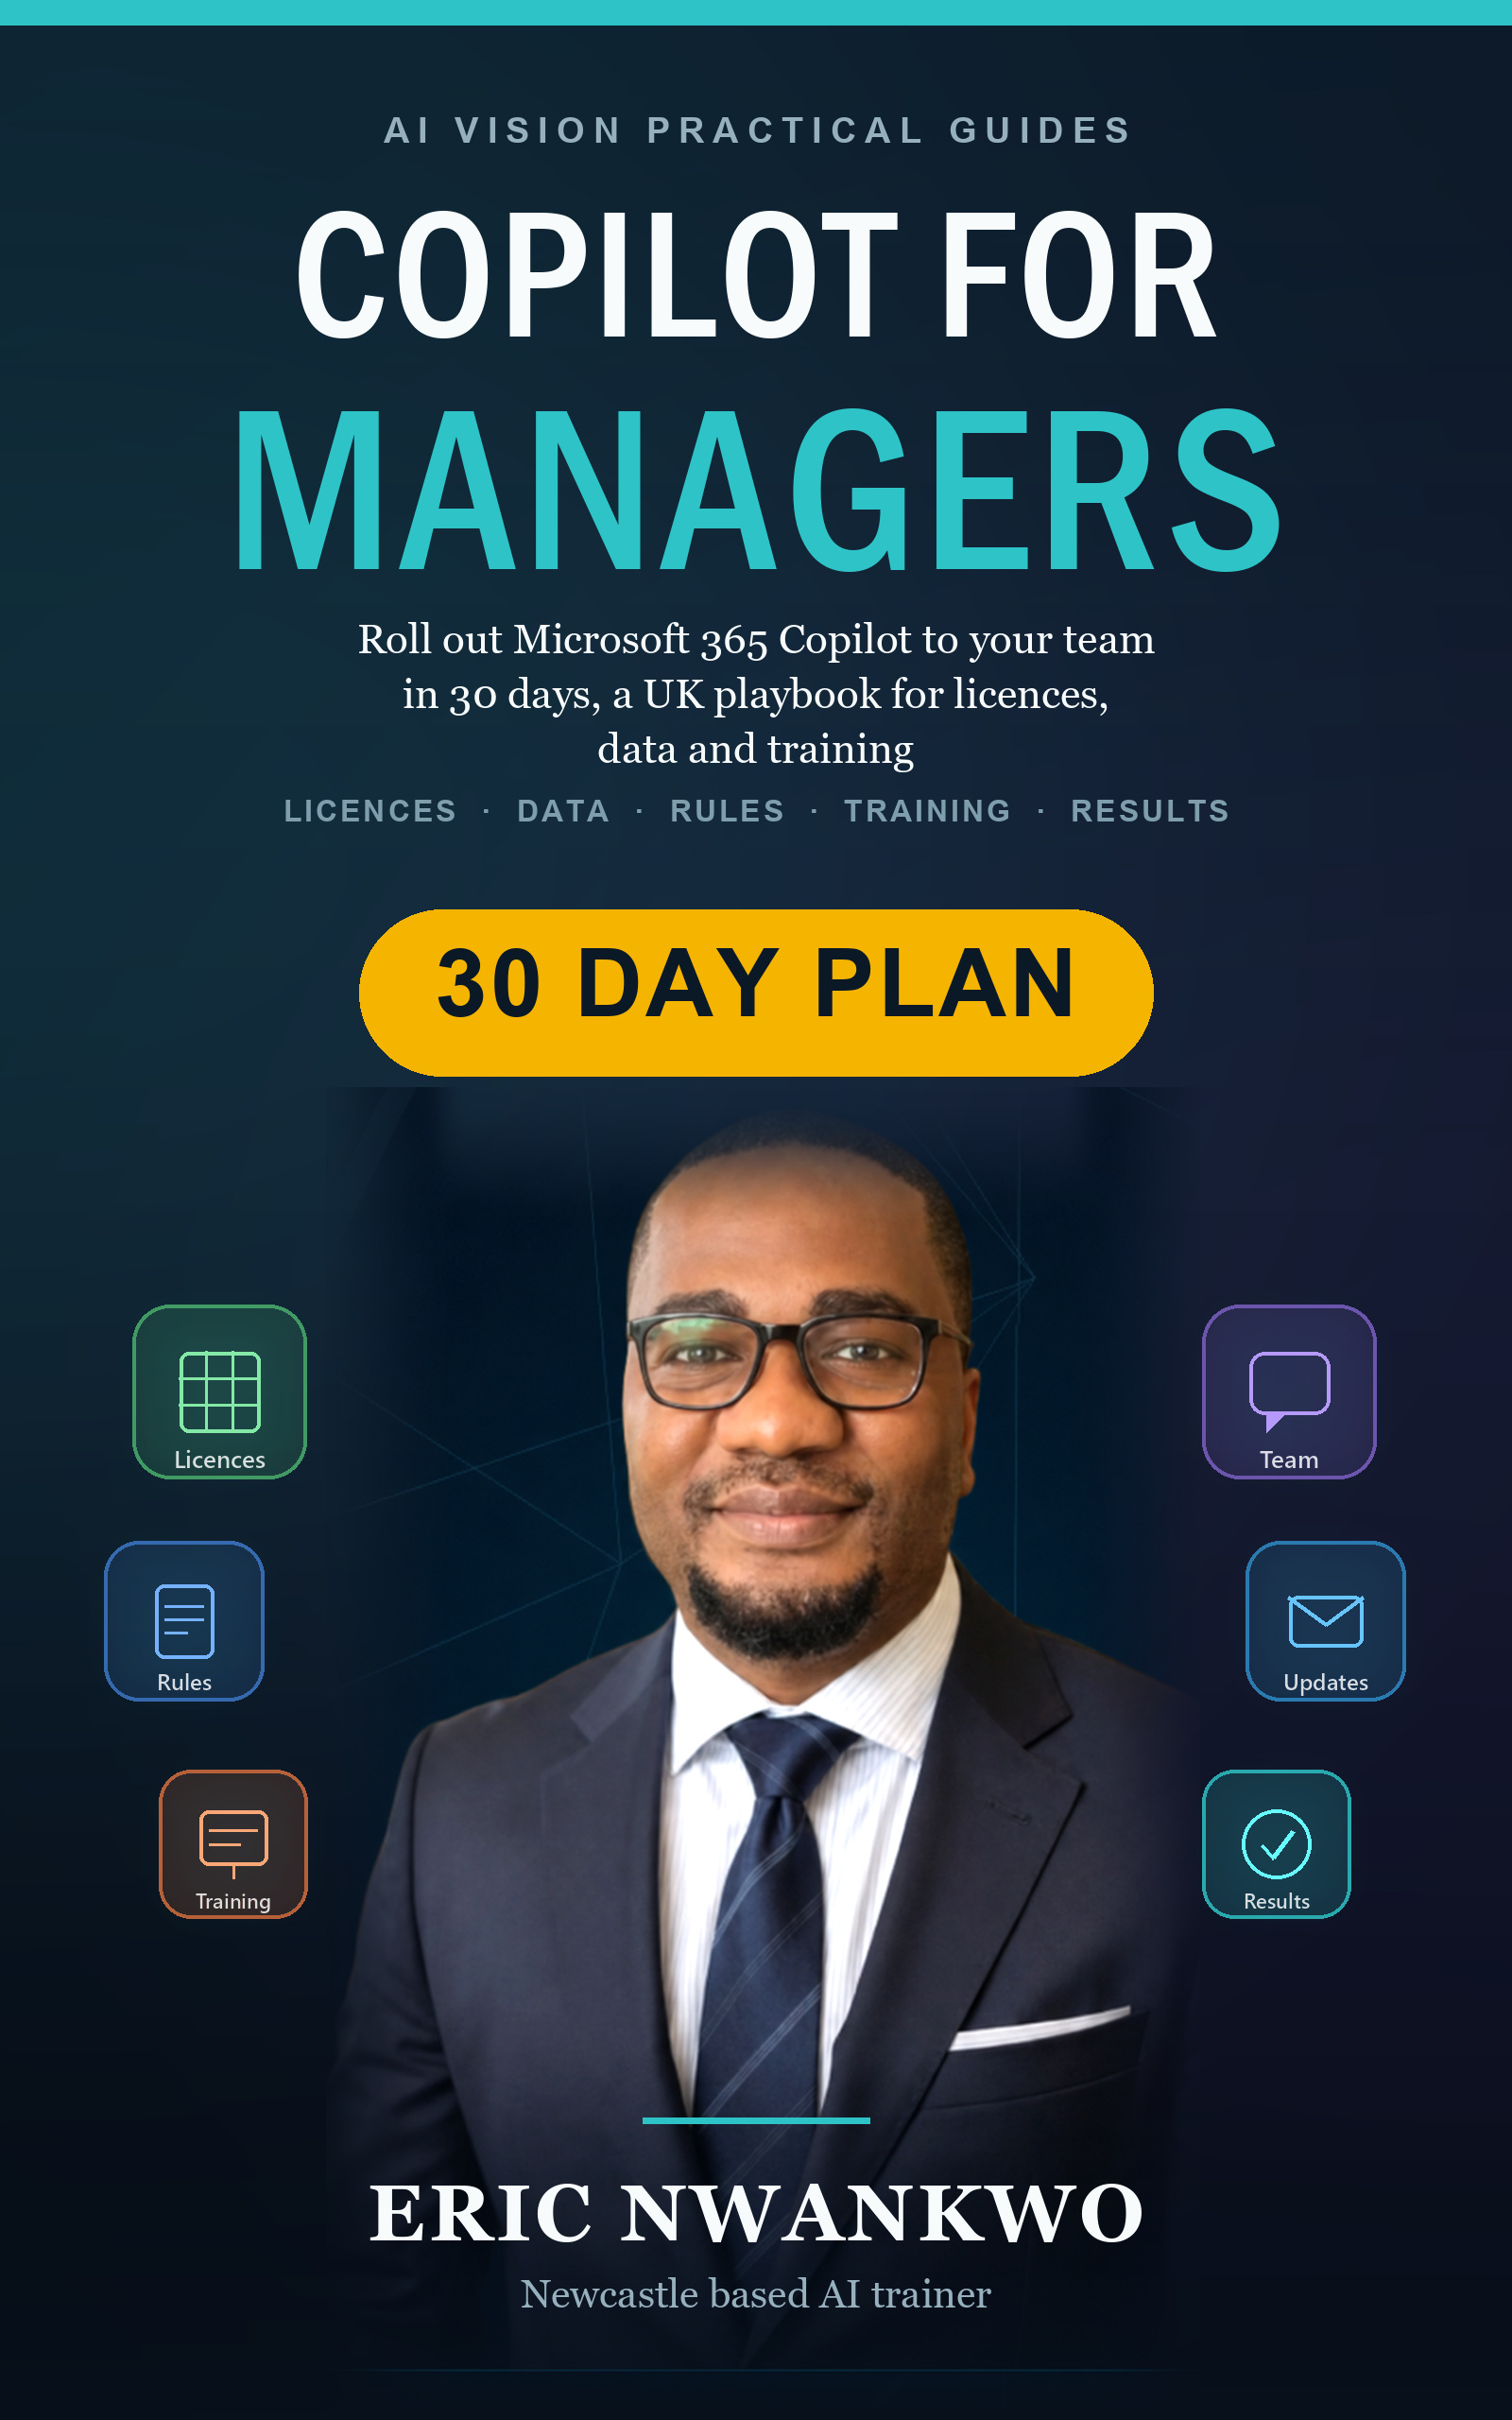 AI VISION PRACTICAL GUIDES
COPILOT FOR
MANAGERS
Roll out Microsoft 365 Copilot to your team
in 30 days, a UK playbook for licences,
data and training
LICENCES · DATA · RULES · TRAINING · RESULTS
30 DAY PLAN
Licences
Team
Rules
Updates
Training
Results
ERIC NWANKWO
Newcastle based AI trainer